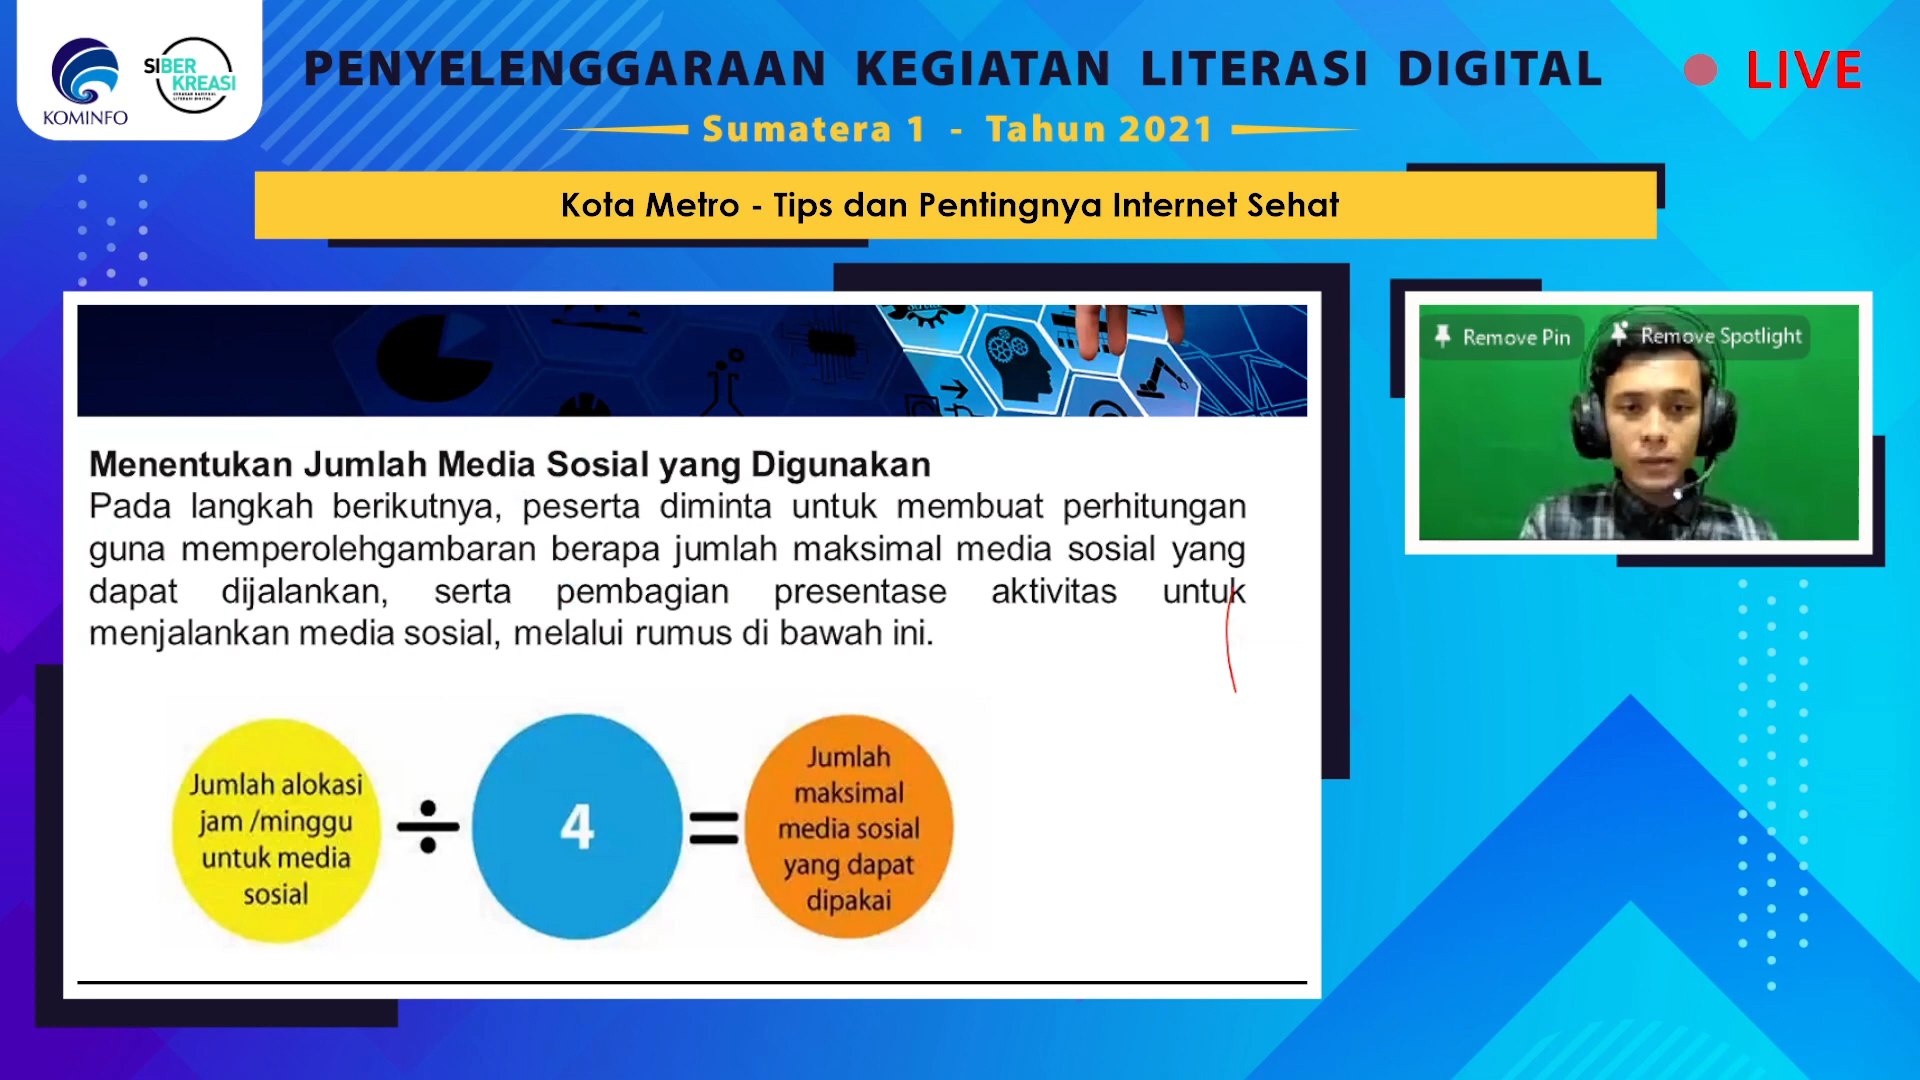 KOMINFO
SIBER
KREASI
PENYELENGGARAAN KEGIATAN LITERASI DIGITAL
LIVE
Sumatera 1 - Tahun 2021
Kota Metro - Tips dan Pentingnya Internet Sehat
Remove Pin
Remove Spotlight
Menentukan Jumlah Media Sosial yang Digunakan
Pada langkah berikutnya, peserta diminta untuk membuat perhitungan
guna memperolehgambaran berapa jumlah maksimal media sosial yang
dapat dijalankan, serta pembagian presentase aktivitas untuk
menjalankan media sosial, melalui rumus di bawah ini.
Jumlah alokasi
jam /minggu
untuk media
sosial
÷
4
=
Jumlah
maksimal
media sosial
yang dapat
dipakai